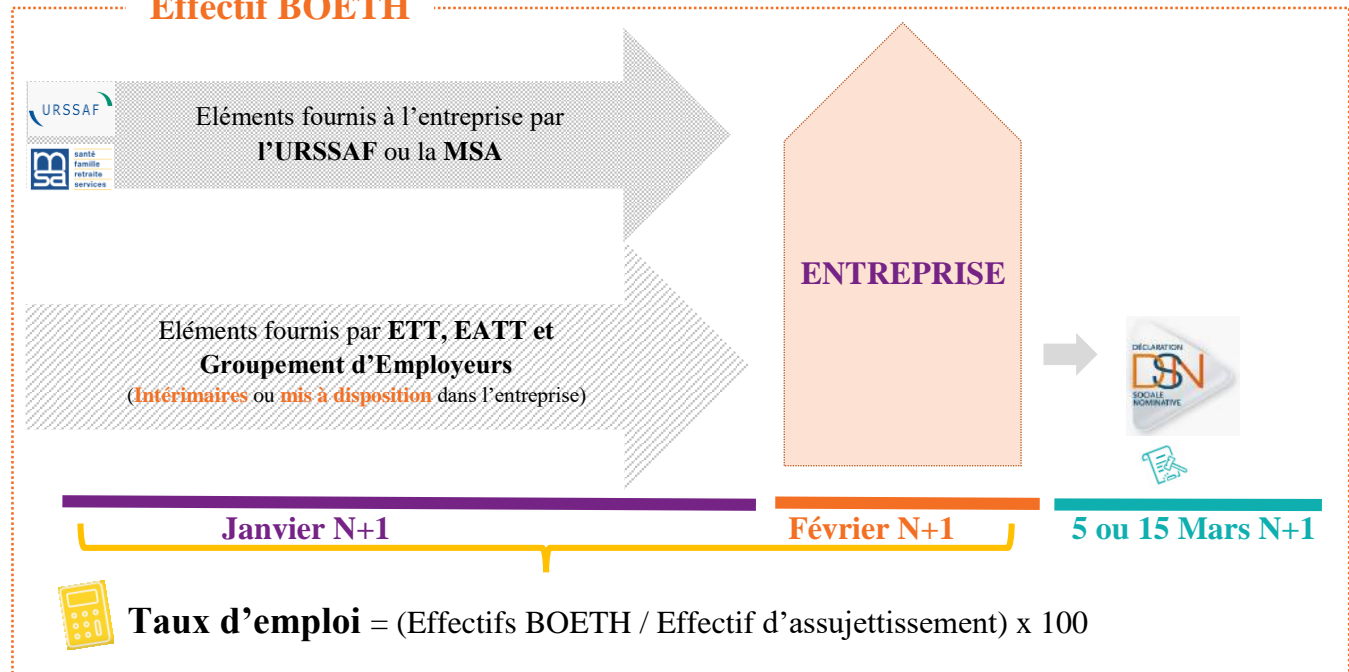 Effectif BOETH
URSSAF
msa
santé
famille
retraite
services
Eléments fournis à l’entreprise par
l’URSSAF ou la MSA
ENTREPRISE
Eléments fournis par ETT, EATT et
Groupement d’Employeurs
(Intérimaires ou mis à disposition dans l’entreprise)
DÉCLARATION
DSN
SOCIALE
NOMINATIVE
Janvier N+1
Février N+1
5 ou 15 Mars N+1
Taux d’emploi = (Effectifs BOETH / Effectif d’assujettissement) x 100